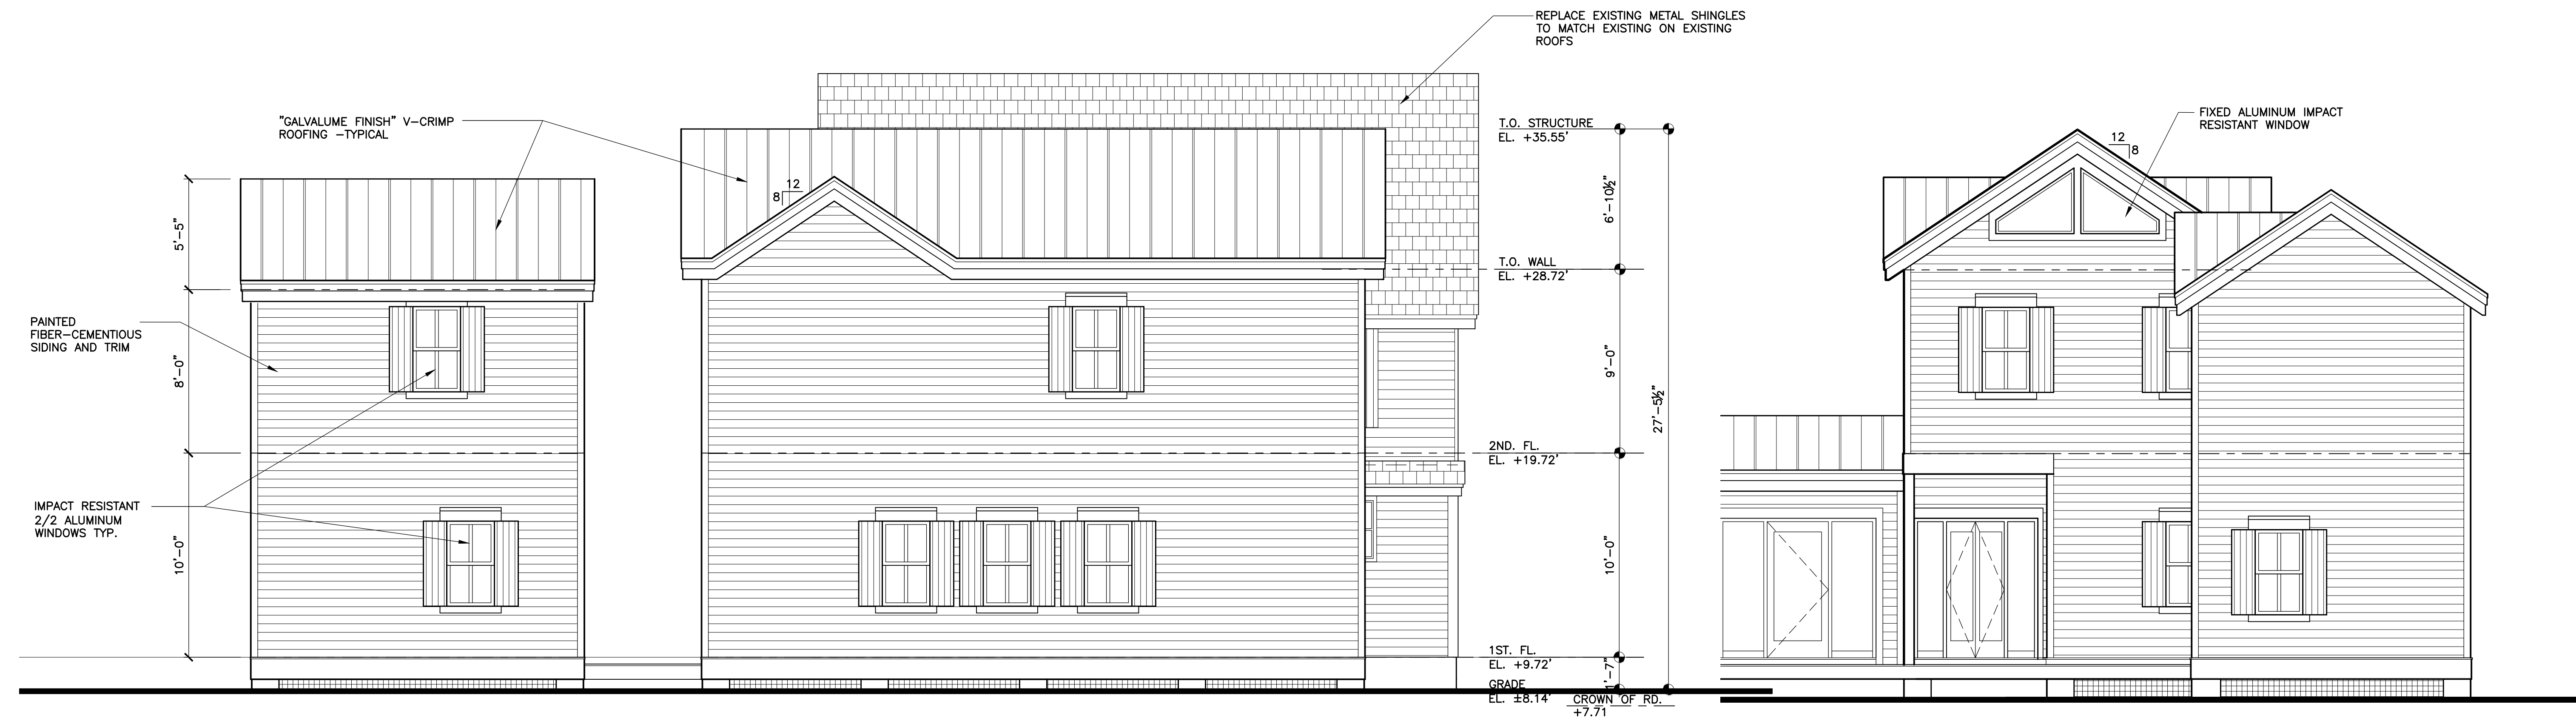 REPLACE EXISTING METAL SHINGLES
TO MATCH EXISTING ON EXISTING
ROOFS
"GALVALUME FINISH" V-CRIMP
ROOFING -TYPICAL
T.O. STRUCTURE
EL. +35.55'
FIXED ALUMINUM IMPACT
RESISTANT WINDOW
12
8
12
8
5'-5"
6'-10½"
T.O. WALL
EL. +28.72'
PAINTED
FIBER-CEMENTIOUS
SIDING AND TRIM
8'-0"
9'-0"
27'-5½"
2ND. FL.
EL. +19.72'
IMPACT RESISTANT
2/2 ALUMINUM
WINDOWS TYP.
10'-0"
10'-0"
1ST. FL.
EL. +9.72'
1'-7"
GRADE
EL. ±8.14'
CROWN OF RD.
+7.71